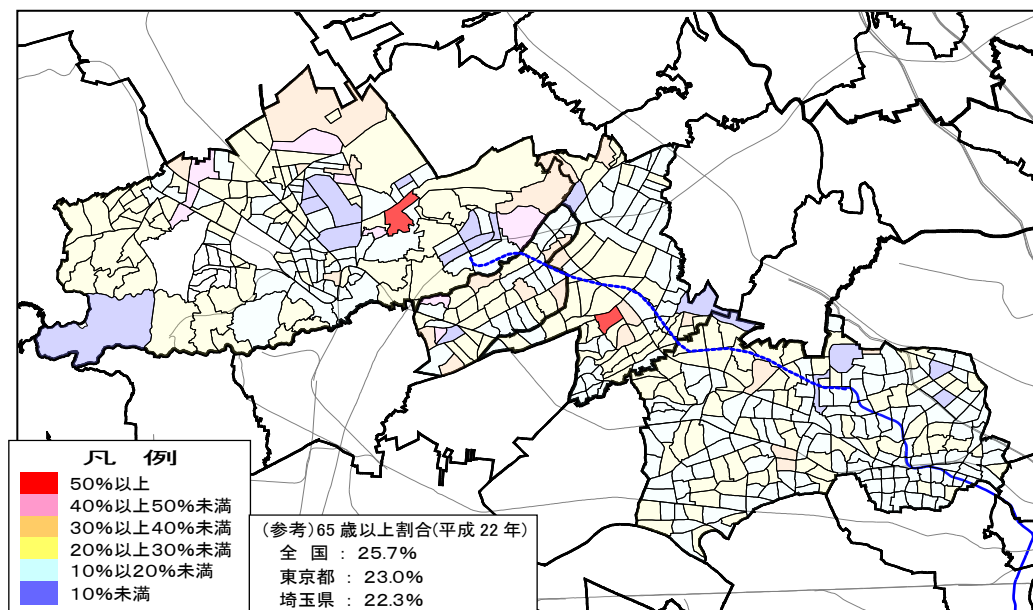 凡 例
50%以上
40%以上50%未満
30%以上40%未満
20%以上30%未満
10%以20%未満
10%未満
(参考)65 歳以上割合(平成 22 年)
全 国 : 25.7%
東京都 : 23.0%
埼玉県 : 22.3%